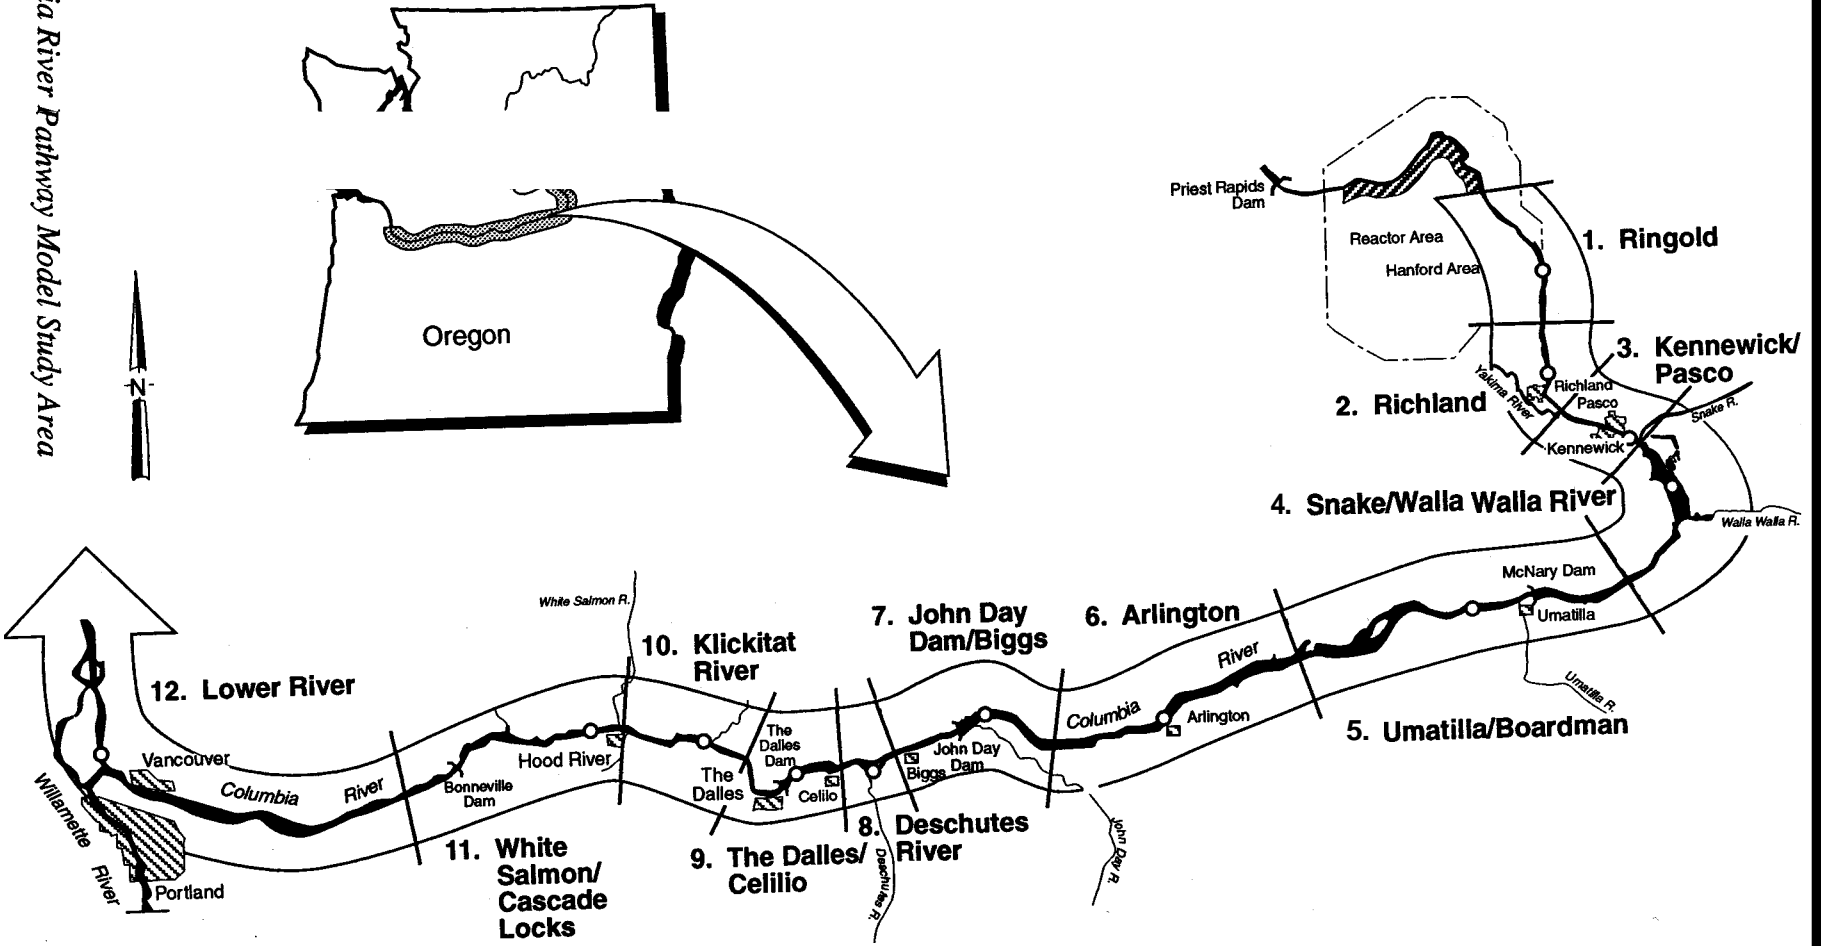 ia River Pathway Model Study Area
N
Oregon
Priest Rapids
Dam
Reactor Area
Hanford Area
1. Ringold
2. Richland
3. Kennewick/
Pasco
Yakima River
Richland
Pasco
Kennewick
Snake R.
4. Snake/Walla Walla River
Walla Walla R.
McNary Dam
Umatilla
Umatilla R.
5. Umatilla/Boardman
6. Arlington
River
Columbia
Arlington
7. John Day
Dam/Biggs
John Day
Dam
Biggs
John Day R.
8. Deschutes
River
Deschutes R.
9. The Dalles/
Celilio
The
Dalles
Dam
Celilo
The
Dalles
10. Klickitat
River
White Salmon R.
Hood River
11. White
Salmon/
Cascade
Locks
Bonneville
Dam
12. Lower River
Vancouver
Columbia
River
Willamette
River
Portland